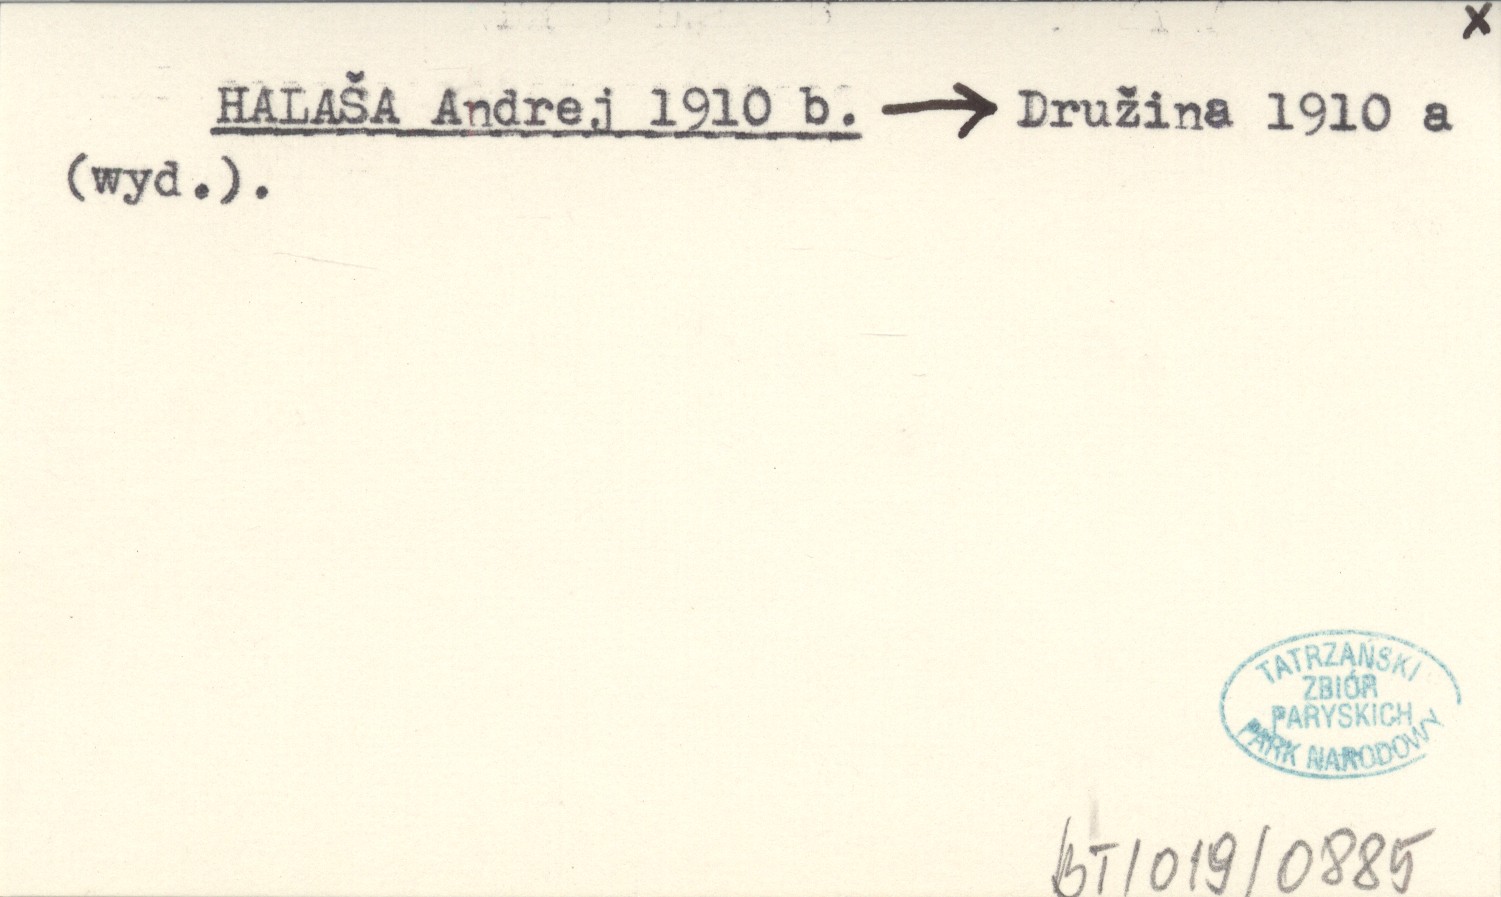 x
HALAŠA Andrej 1910 b. → Družina 1910 a
(wyd.).
TATRZAŃSKI
ZBIÓR
PARYSKICH
PARK NARODOWY
BT/019/0885